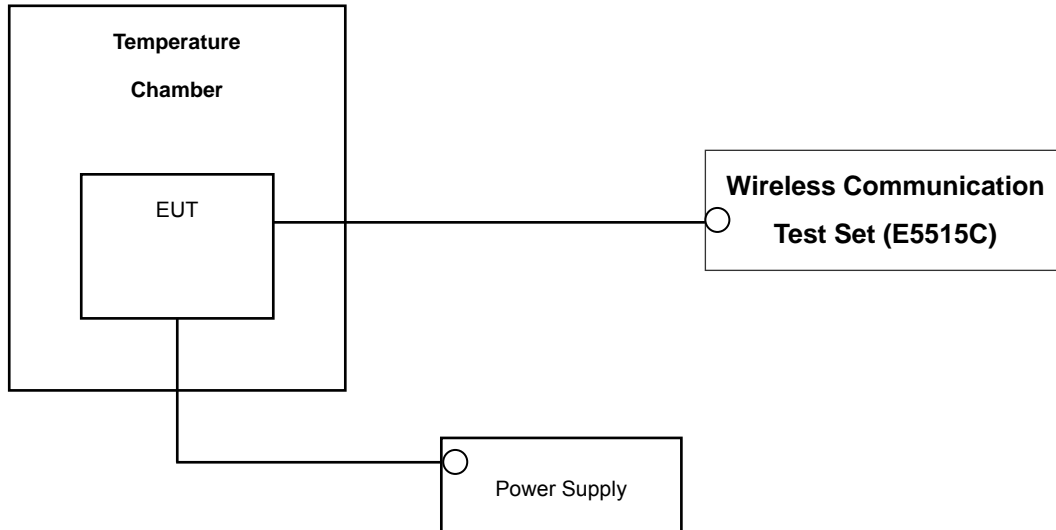 Temperature
Chamber
EUT
Wireless Communication
Test Set (E5515C)
Power Supply